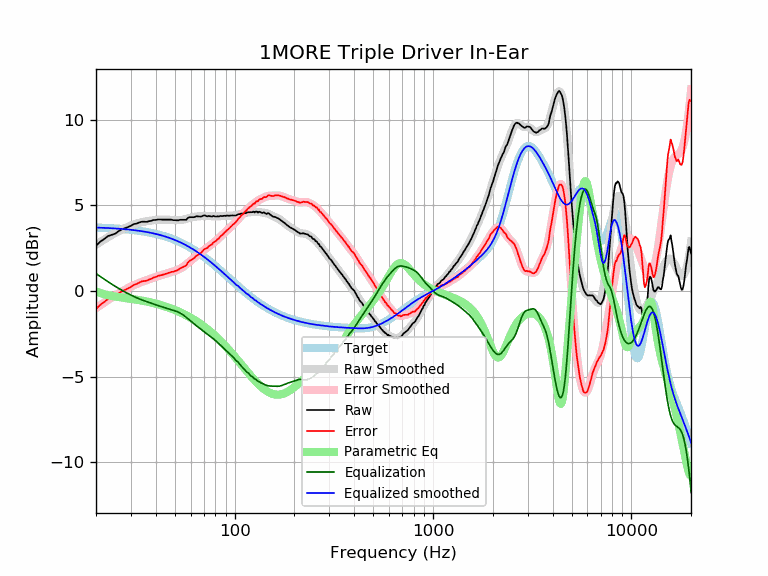 1MORE Triple Driver In-Ear
Amplitude (dBr)
10
5
0
−5
−10
Target
Raw Smoothed
Error Smoothed
Raw
Error
Parametric Eq
Equalization
Equalized smoothed
100
1000
10000
Frequency (Hz)